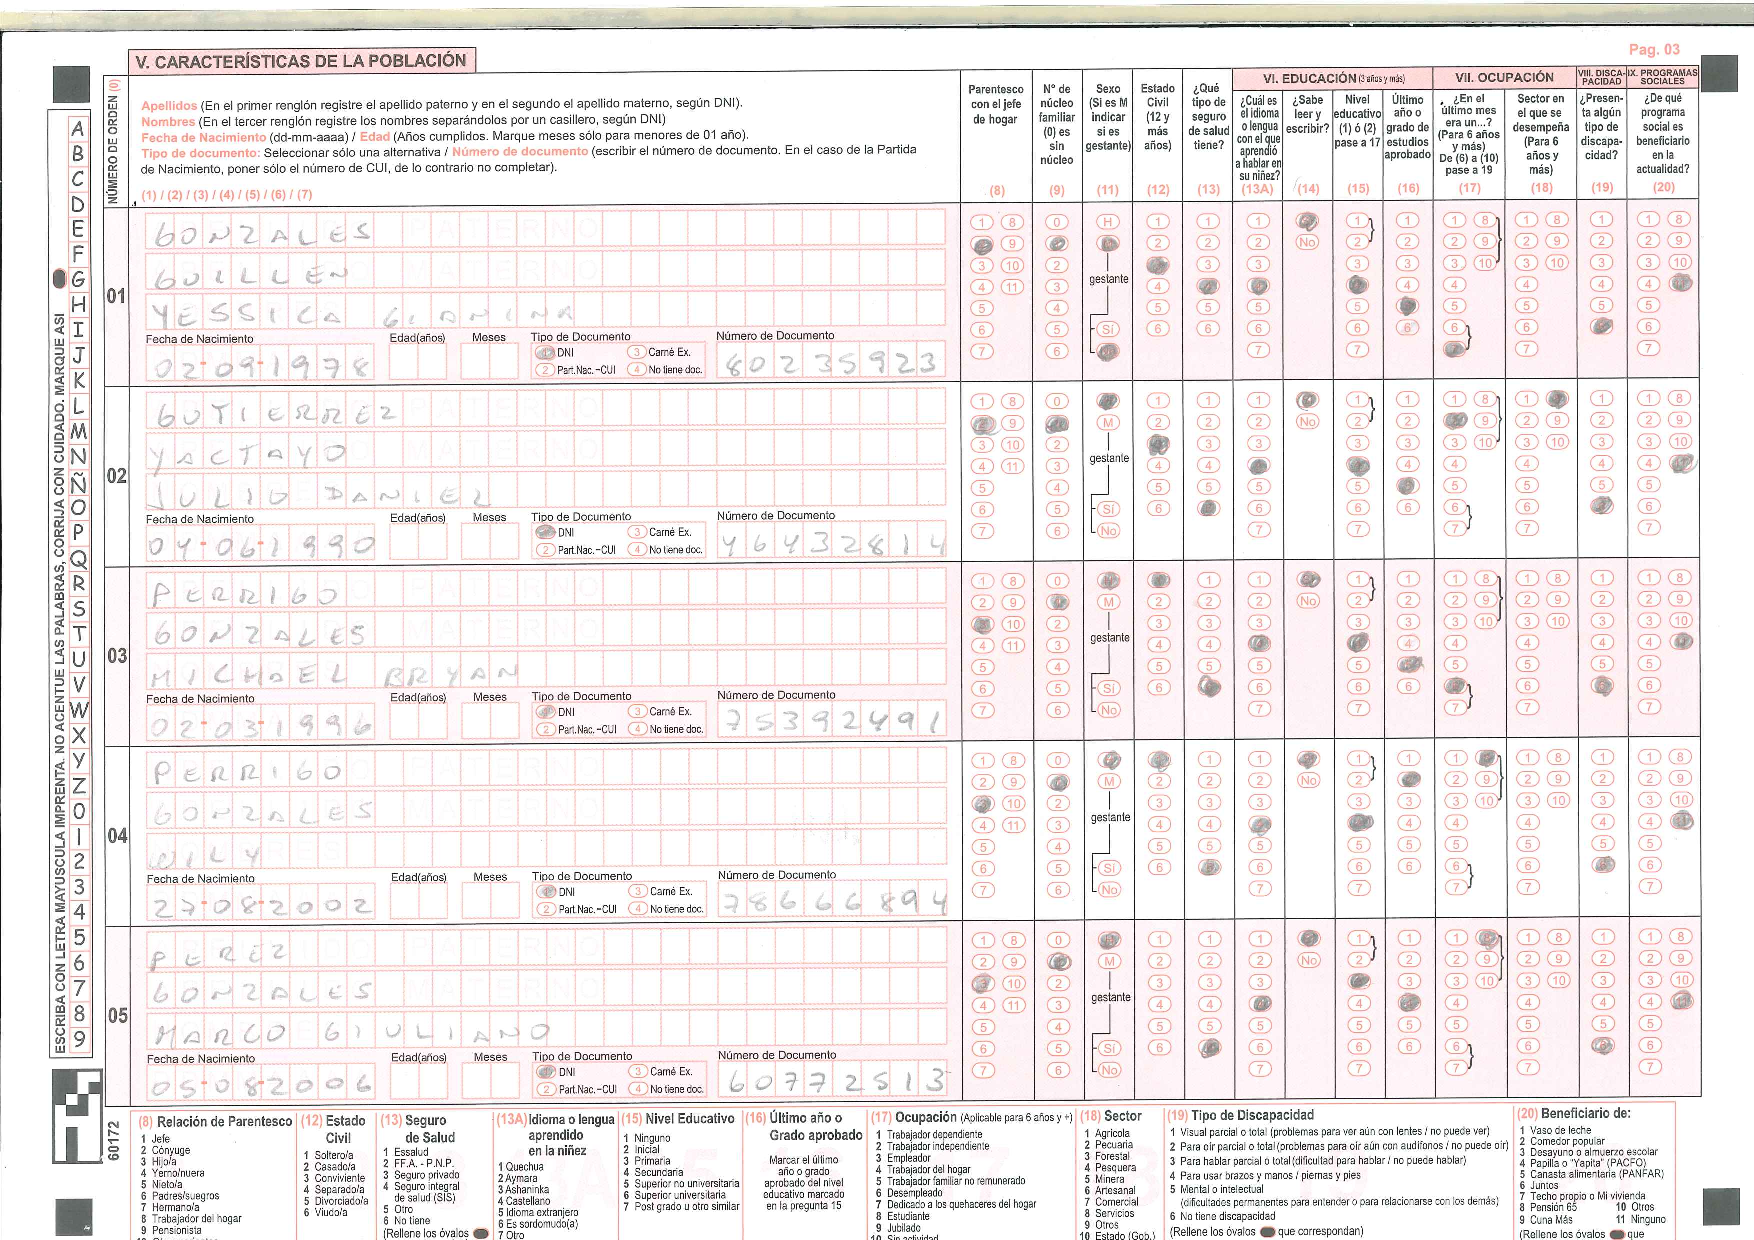 Pag. 03
V. CARACTERÍSTICAS DE LA POBLACIÓN
NÚMERO DE ORDEN (0)
Apellidos (En el primer renglón registre el apellido paterno y en el segundo el apellido materno, según DNI).
Nombres (En el tercer renglón registre los nombres separándolos por un casillero, según DNI)
Fecha de Nacimiento (dd-mm-aaaa) / Edad (Años cumplidos. Marque meses sólo para menores de 01 año).
Tipo de documento: Seleccionar sólo una alternativa / Número de documento (escribir el número de documento. En el caso de la Partida
de Nacimiento, poner sólo el número de CUI, de lo contrario no completar).
(1) / (2) / (3) / (4) / (5) / (6) / (7)
Parentesco con el jefe de hogar (8)
N° de núcleo familiar (0) es sin núcleo (9)
Sexo (Si es M indicar si es gestante) (11)
Estado Civil (12 y más años) (12)
¿Qué tipo de seguro de salud tiene? (13)
VI. EDUCACIÓN (3 años y más)
¿Cuál es el idioma o lengua con el que aprendió a hablar en su niñez? (13A)
¿Sabe leer y escribir? (14)
Nivel educativo (1) ó (2) pase a 17 (15)
Último año o grado de estudios aprobado (16)
VII. OCUPACIÓN
¿En el último mes era un...? (Para 6 años y más) De (6) a (10) pase a 19 (17)
Sector en el que se desempeña (Para 6 años y más) (18)
VIII. DISCAPACIDAD
¿Presenta algún tipo de discapacidad? (19)
IX. PROGRAMAS SOCIALES
¿De qué programa social es beneficiario en la actualidad? (20)
ESCRIBA CON LETRA MAYUSCULA IMPRENTA. NO ACENTUE LAS PALABRAS, CORRIJA CON CUIDADO. MARQUE ASI
A B C D E F G H I J K L M N Ñ O P Q R S T U V W X Y Z 0 1 2 3 4 5 6 7 8 9
01
GONZALES
GUILLEN
YESSICA GIANINA
Fecha de Nacimiento Edad(años) Meses Tipo de Documento Número de Documento
02-09-1978 1 DNI 3 Carné Ex. 2 Part.Nac.-CUI 4 No tiene doc. 80235923
gestante Sí No
02
GUTIERREZ
YACTAYO
JULIO DANIEL
Fecha de Nacimiento Edad(años) Meses Tipo de Documento Número de Documento
04-06-1990 DNI 3 Carné Ex. 2 Part.Nac.-CUI 4 No tiene doc. 46432814
gestante Sí No
03
PERRIGO
GONZALES
MICHAEL BRYAN
Fecha de Nacimiento Edad(años) Meses Tipo de Documento Número de Documento
02-03-1996 1 DNI 3 Carné Ex. 2 Part.Nac.-CUI 4 No tiene doc. 75392491
gestante Sí No
04
PERRIGO
GONZALES
WILY
Fecha de Nacimiento Edad(años) Meses Tipo de Documento Número de Documento
27-08-2002 1 DNI 3 Carné Ex. 2 Part.Nac.-CUI 4 No tiene doc. 78666894
gestante Sí No
05
PEREZ
GONZALES
MARCO GIULIANO
Fecha de Nacimiento Edad(años) Meses Tipo de Documento Número de Documento
05-08-2006 DNI 3 Carné Ex. 2 Part.Nac.-CUI 4 No tiene doc. 60772513
gestante Sí No
60172
(8) Relación de Parentesco
1 Jefe
2 Cónyuge
3 Hijo/a
4 Yerno/nuera
5 Nieto/a
6 Padres/suegros
7 Hermano/a
8 Trabajador del hogar
9 Pensionista
(12) Estado Civil
1 Soltero/a
2 Casado/a
3 Conviviente
4 Separado/a
5 Divorciado/a
6 Viudo/a
(13) Seguro de Salud
1 Essalud
2 FF.A. - P.N.P.
3 Seguro privado
4 Seguro integral de salud (SIS)
5 Otro
6 No tiene
(Rellene los óvalos
(13A) Idioma o lengua aprendido en la niñez
1 Quechua
2 Aymara
3 Ashaninka
4 Castellano
5 Idioma extranjero
6 Es sordomudo(a)
7 Otro
(15) Nivel Educativo
1 Ninguno
2 Inicial
3 Primaria
4 Secundaria
5 Superior no universitaria
6 Superior universitaria
7 Post grado u otro similar
(16) Último año o Grado aprobado
Marcar el último
año o grado
aprobado del nivel
educativo marcado
en la pregunta 15
(17) Ocupación (Aplicable para 6 años y +)
1 Trabajador dependiente
2 Trabajador independiente
3 Empleador
4 Trabajador del hogar
5 Trabajador familiar no remunerado
6 Desempleado
7 Dedicado a los quehaceres del hogar
8 Estudiante
9 Jubilado
10 Sin actividad
(18) Sector
1 Agricola
2 Pecuaria
3 Forestal
4 Pesquera
5 Minera
6 Artesanal
7 Comercial
8 Servicios
9 Otros
10 Estado (Gob.)
(19) Tipo de Discapacidad
1 Visual parcial o total (problemas para ver aún con lentes / no puede ver)
2 Para oír parcial o total (problemas para oír aún con audífonos / no puede oír)
3 Para hablar parcial o total (dificultad para hablar / no puede hablar)
4 Para usar brazos y manos / piernas y pies
5 Mental o intelectual
(dificultades permanentes para entender o para relacionarse con los demás)
6 No tiene discapacidad
(Rellene los óvalos que correspondan)
(20) Beneficiario de:
1 Vaso de leche
2 Comedor popular
3 Desayuno o almuerzo escolar
4 Papilla o "Yapita" (PACFO)
5 Canasta alimentaria (PANFAR)
6 Juntos
7 Techo propio o Mi vivienda
8 Pensión 65 10 Otros
9 Cuna Más 11 Ninguno
(Rellene los óvalos que